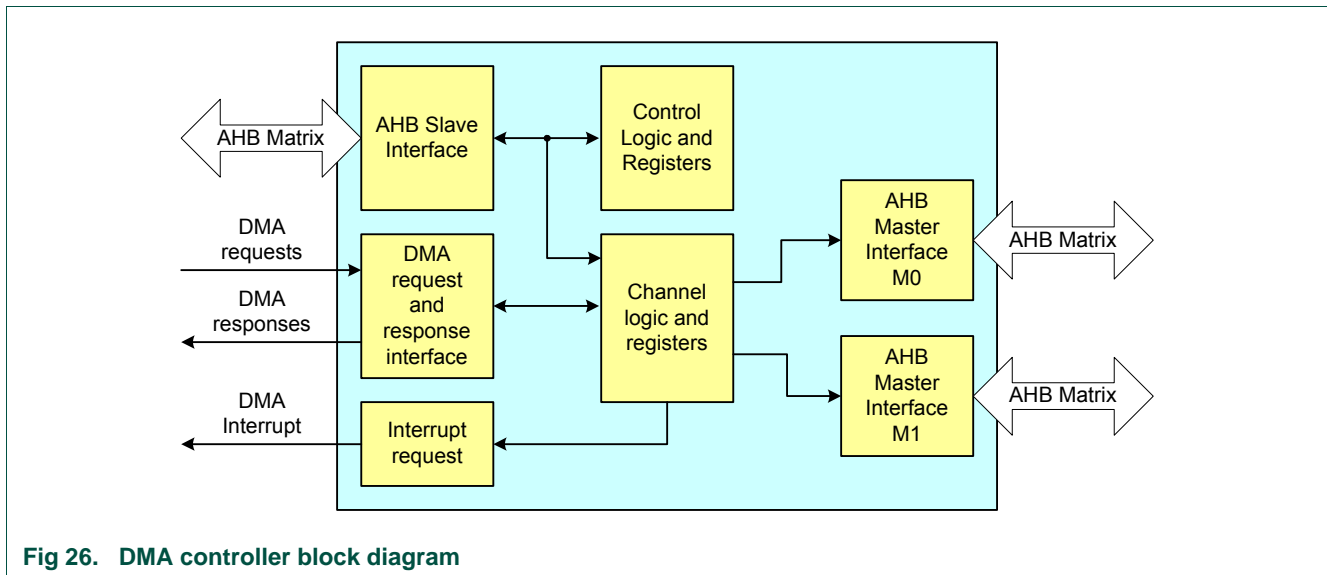 AHB Matrix
AHB Slave
Interface
Control
Logic and
Registers
DMA
requests
DMA
responses
DMA
request
and
response
interface
Channel
logic and
registers
AHB
Master
Interface
M0
AHB Matrix
AHB
Master
Interface
M1
AHB Matrix
DMA
Interrupt
Interrupt
request
Fig 26. DMA controller block diagram